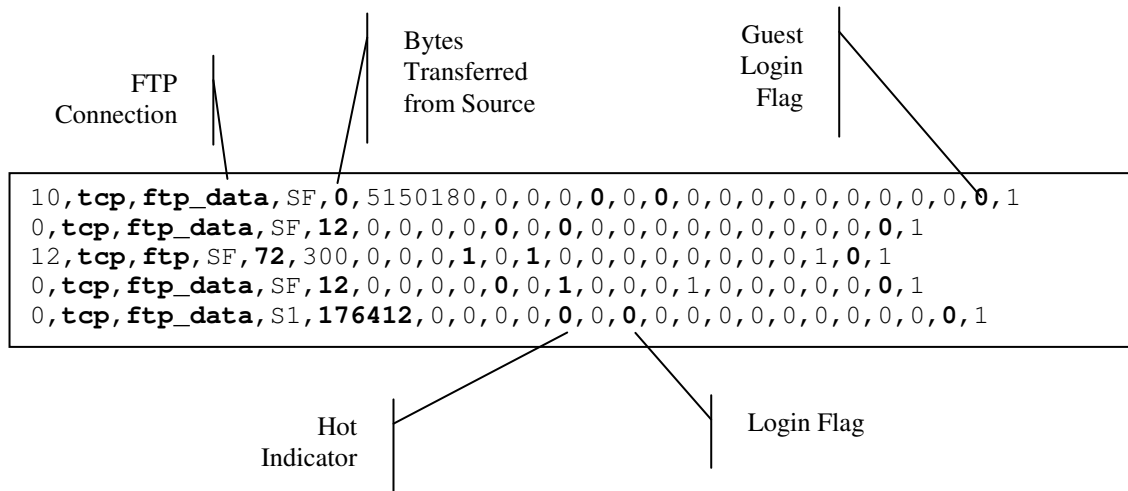 FTP
Connection
Bytes
Transferred
from Source
Guest
Login
Flag
10,tcp,ftp_data,SF,0,5150180,0,0,0,0,0,0,0,0,0,0,0,0,0,0,0,0,1
0,tcp,ftp_data,SF,12,0,0,0,0,0,0,0,0,0,0,0,0,0,0,0,0,0,1
12,tcp,ftp,SF,72,300,0,0,0,1,0,1,0,0,0,0,0,0,0,0,1,0,1
0,tcp,ftp_data,SF,12,0,0,0,0,0,0,1,0,0,0,1,0,0,0,0,0,0,1
0,tcp,ftp_data,S1,176412,0,0,0,0,0,0,0,0,0,0,0,0,0,0,0,0,0,1
Hot
Indicator
Login Flag